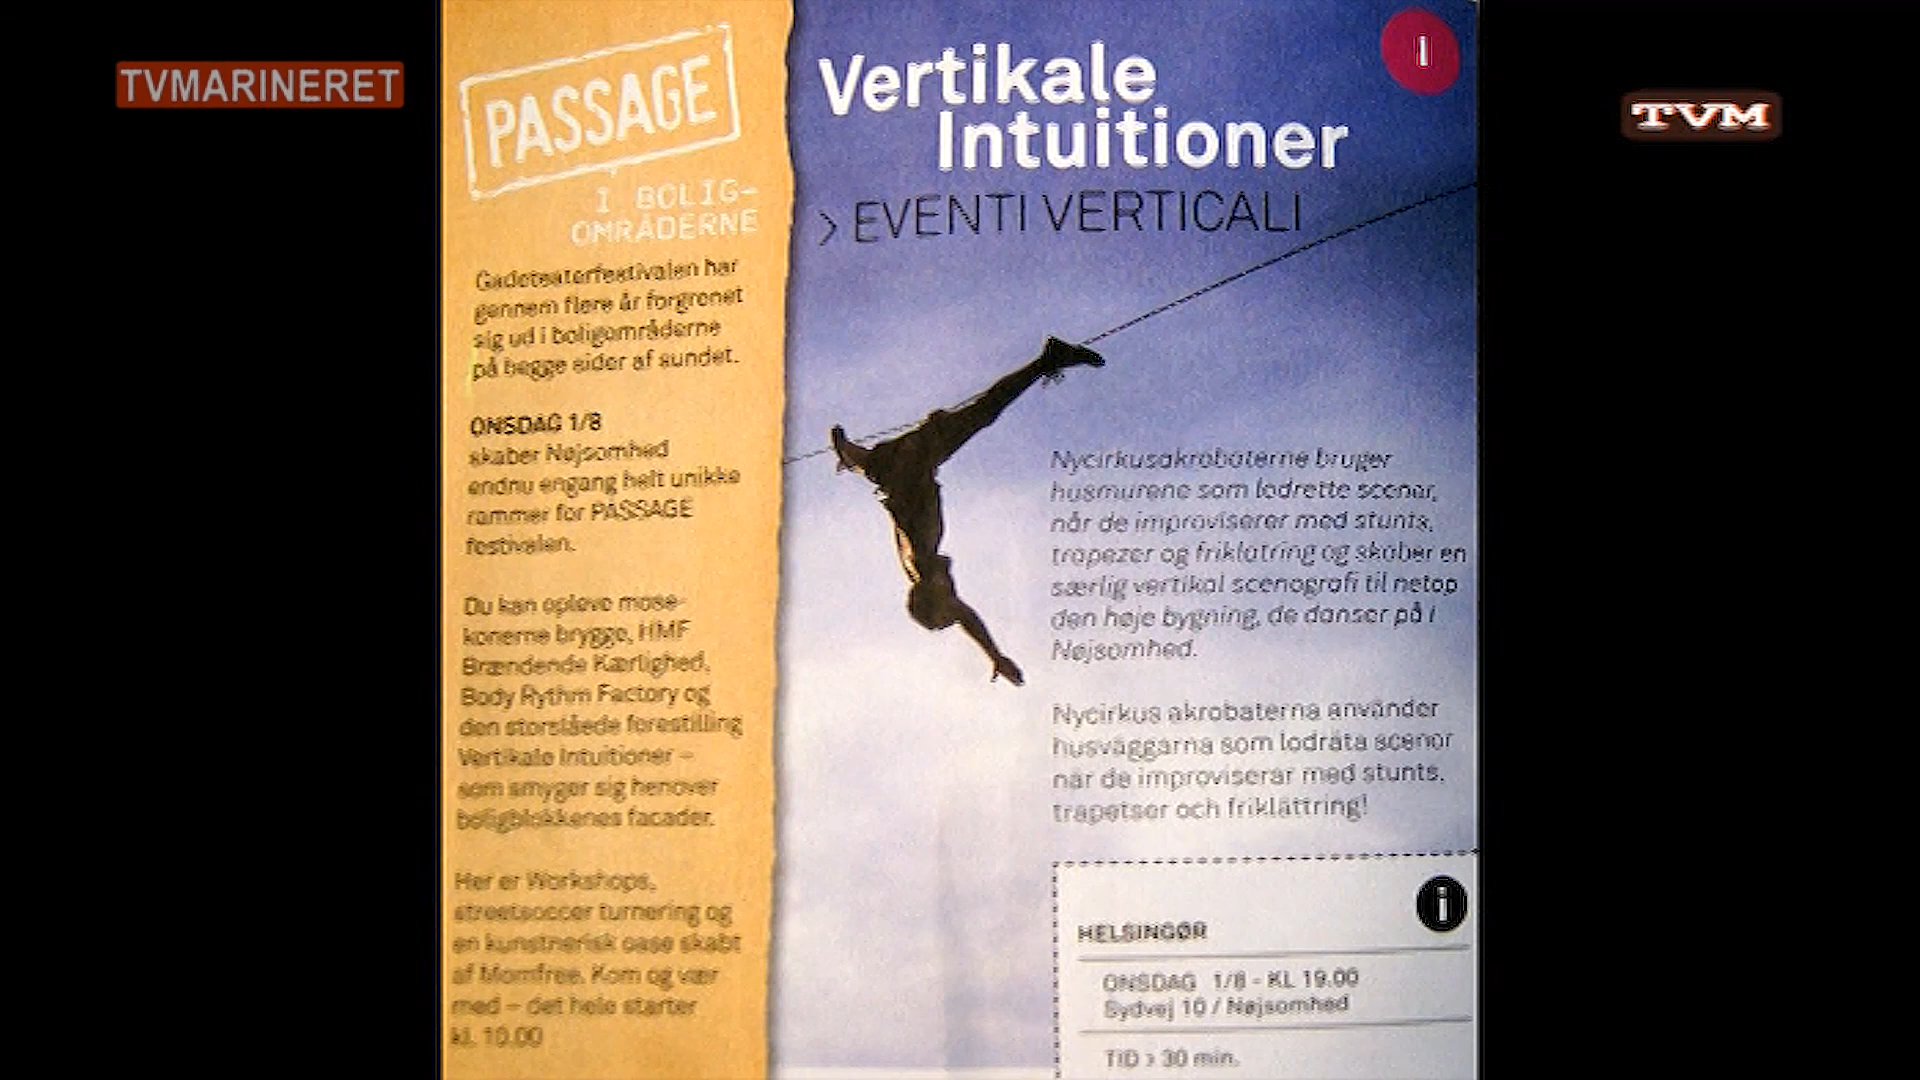 TVMARINERET
TVM
PASSAGE
I BOLIG-
OMRÅDERNE
Gadeteaterfestivalen har
gennem flere år forgrenet
sig ud i boligområderne
på begge sider af sundet.
ONSDAG 1/8
skaber Nøjsomhed
endnu engang helt unikke
rammer for PASSAGE
festivalen.
Du kan opleve mose-
konerne brygge, HMF
Brændende Kærlighed,
Body Rythm Factory og
den storslåede forestilling
Vertikale Intuitioner –
som smyger sig henover
boligblokkenes facader.
Her er Workshops,
streetsoccer turnering og
en kunstnerisk oase skabt
af Momfree. Kom og vær
med – det hele starter
kl. 10.00
i
Vertikale
Intuitioner
> EVENTI VERTICALI
Nycirkusakrobaterne bruger
husmurene som lodrette scener,
når de improviserer med stunts,
trapezer og friklatring og skaber en
særlig vertikal scenografi til netop
den høje bygning, de danser på i
Nøjsomhed.
Nycirkus akrobaterna använder
husväggarna som lodräta scenor
när de improviserar med stunts,
trapetser och friklättring!
i
HELSINGØR
ONSDAG 1/8 - KL 19.00
Sydvej 10 / Nøjsomhed
TID > 30 min.